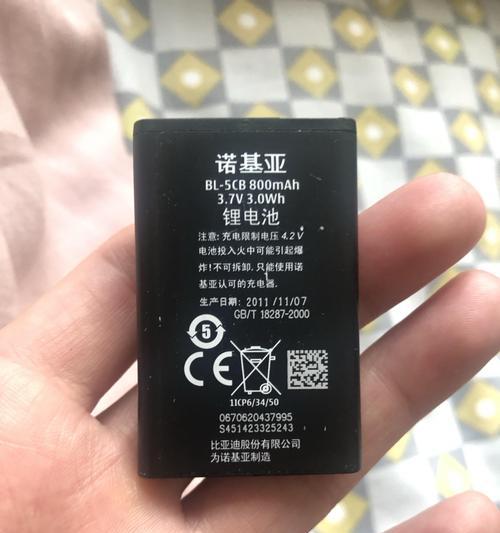 诺基亚
BL-5CB 800mAh
3.7V 3.0Wh
锂电池
注意: 充电限制电压 4.2 V
电池投入火中可能引起爆
炸!不可拆卸. 只能使用诺
基亚认可的充电器.
生产日期: 2011 /11/07
GB/T 18287-2000
5
CE
1ICP6/34/50
0670620437995
S451423325243
比亚迪股份有限公司
为诺基亚制造